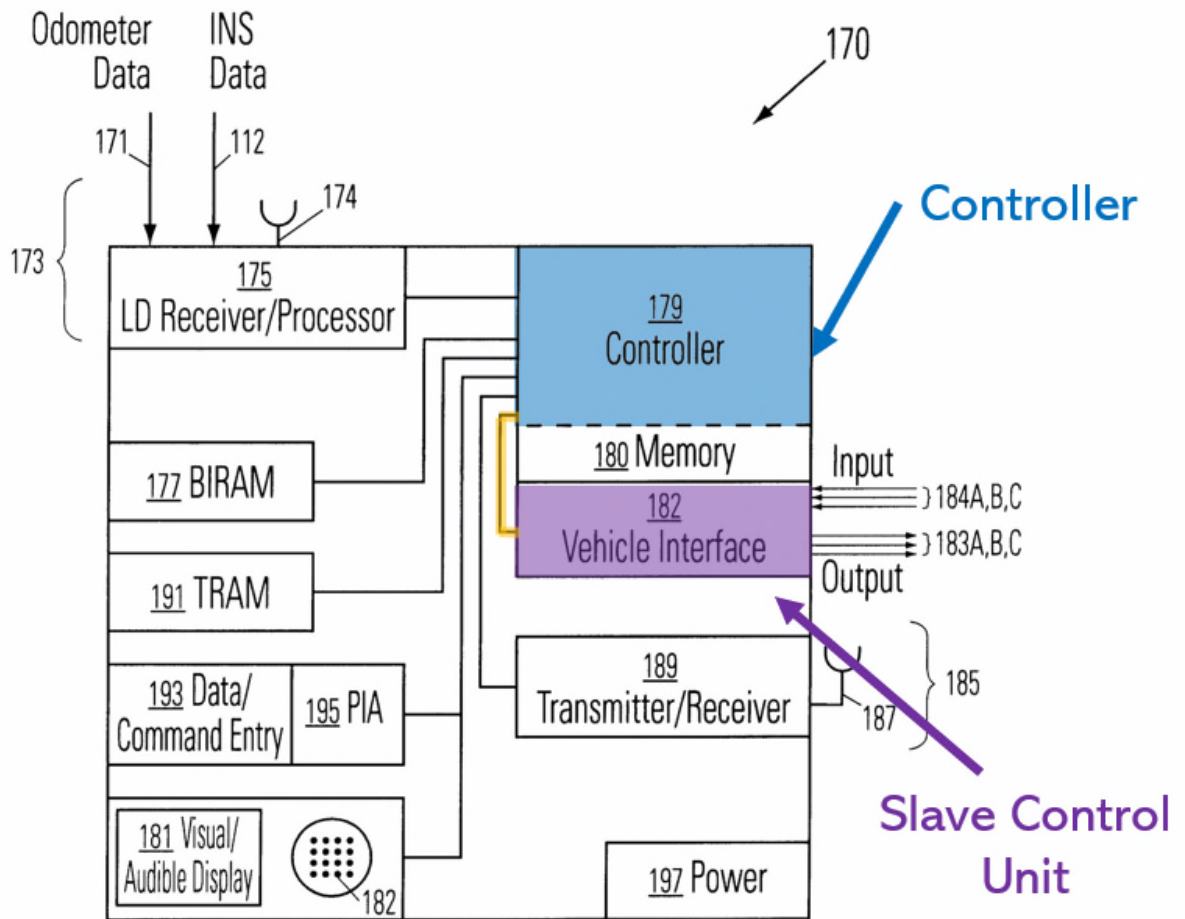 Odometer
Data
INS
Data
170
171
112
174
173
Controller
175
LD Receiver/Processor
179
Controller
180 Memory
Input
184A,B,C
177 BIRAM
182
Vehicle Interface
183A,B,C
Output
191 TRAM
189
Transmitter/Receiver
185
187
193 Data/
Command Entry
195 PIA
Slave Control
Unit
181 Visual/
Audible Display
182
197 Power